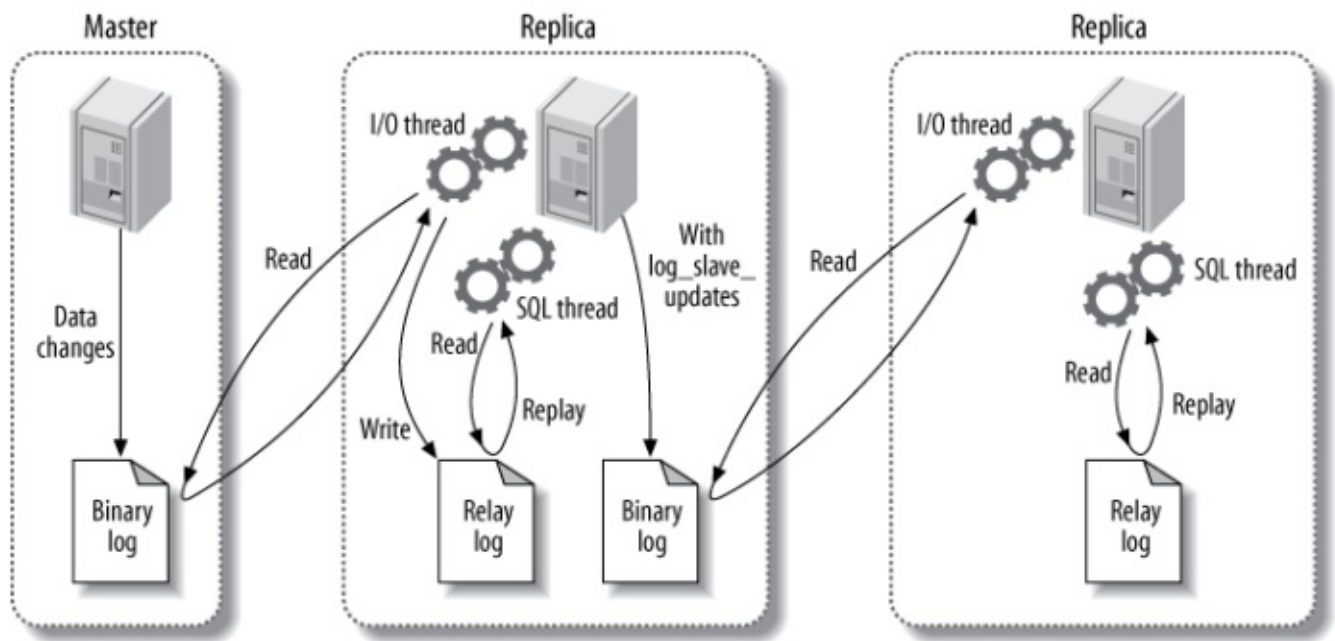 Master
Replica
Replica
I/O thread
I/O thread
Read
With
log_slave_
updates
Read
SQL thread
SQL thread
Data
changes
Read
Replay
Write
Read
Replay
Binary
log
Relay
log
Binary
log
Relay
log